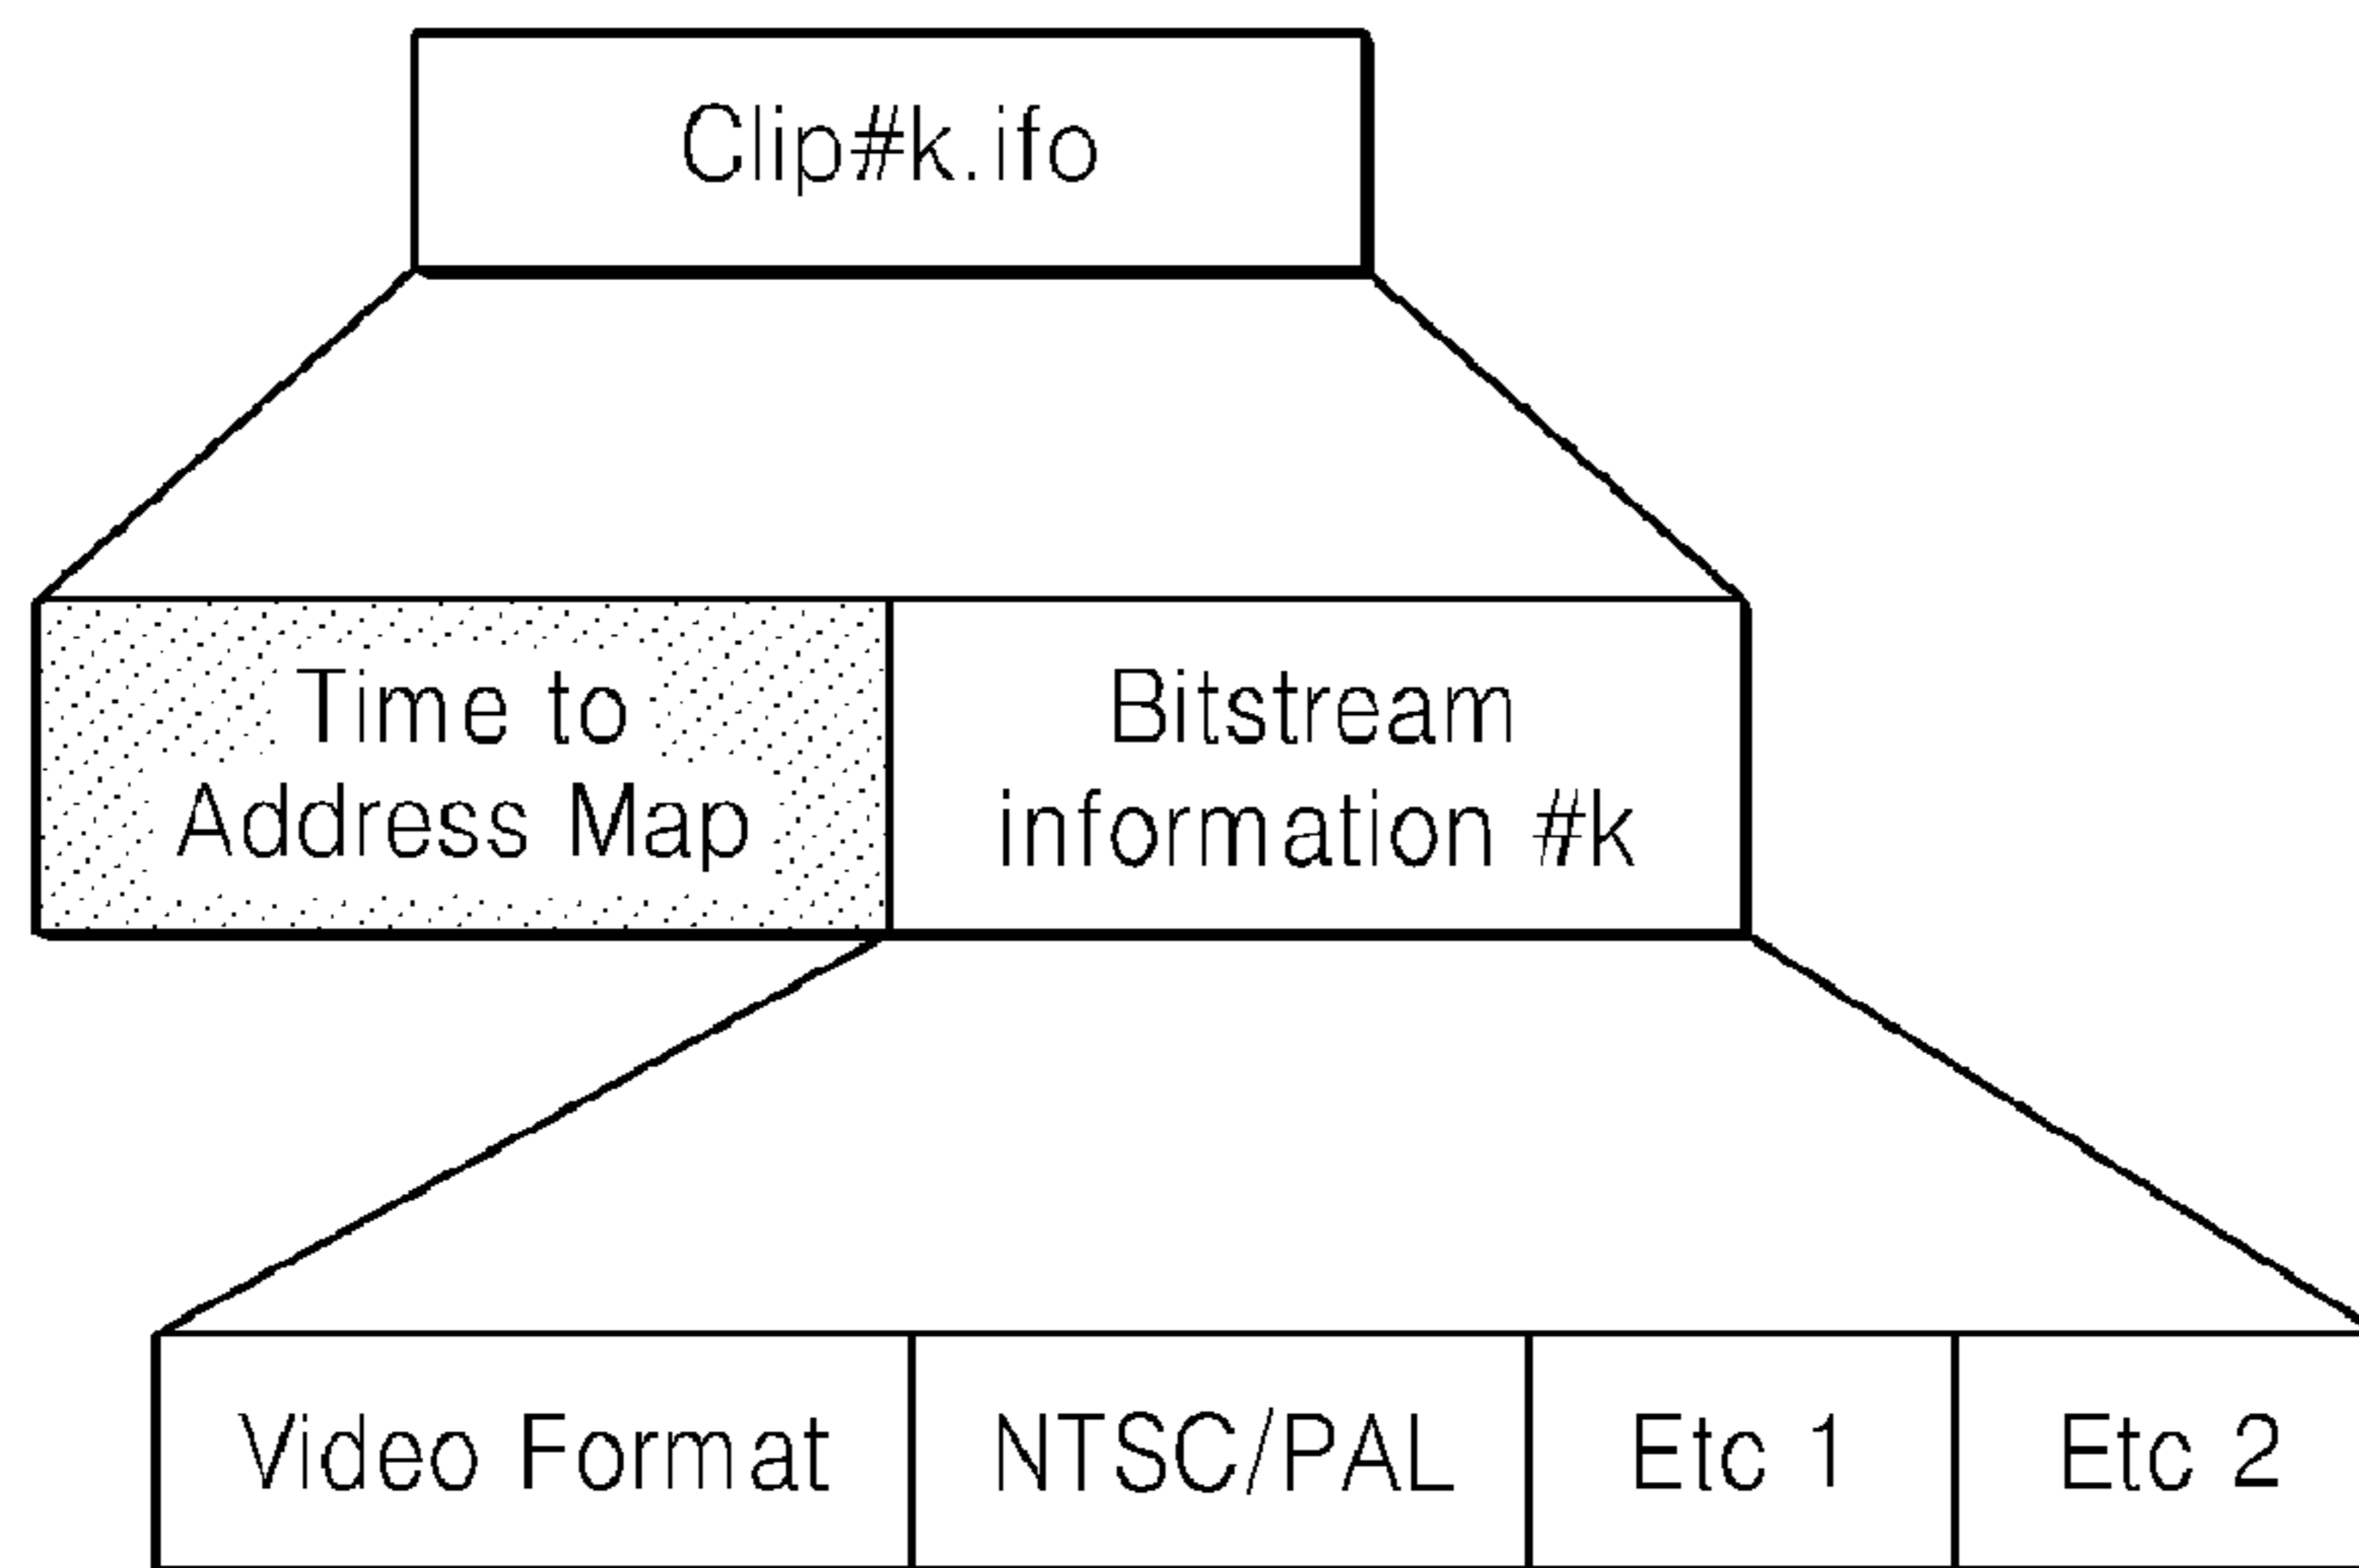 Clip#k.ifo
Time to
Address Map
Bitstream
information #k
Video Format
NTSC/PAL
Etc 1
Etc 2